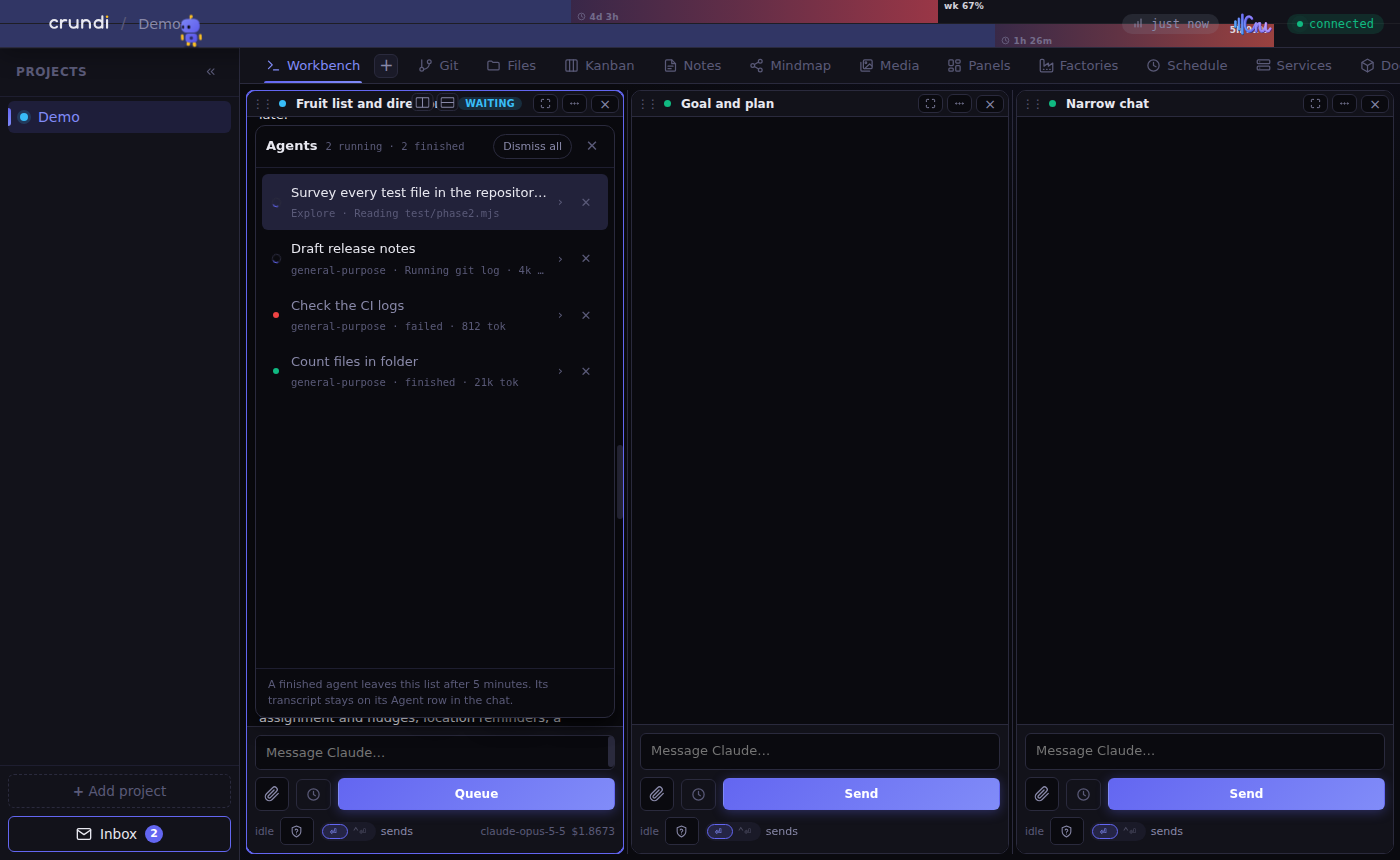 crundi / Demo
4d 3h
wk 67%
1h 26m
just now
connected
PROJECTS «
Demo
+ Add project
Inbox 2
Workbench
+
Git
Files
Kanban
Notes
Mindmap
Media
Panels
Factories
Schedule
Services
Do
Fruit list and dire
WAITING
later
Agents 2 running · 2 finished
Dismiss all
Survey every test file in the repositor…
Explore · Reading test/phase2.mjs
Draft release notes
general-purpose · Running git log · 4k …
Check the CI logs
general-purpose · failed · 812 tok
Count files in folder
general-purpose · finished · 21k tok
A finished agent leaves this list after 5 minutes. Its
transcript stays on its Agent row in the chat.
assignment and nudges, location reminders, a
Message Claude…
Queue
idle
sends
claude-opus-5-5 $1.8673
Goal and plan
Message Claude…
Send
idle
sends
Narrow chat
Message Claude…
Send
idle
sends